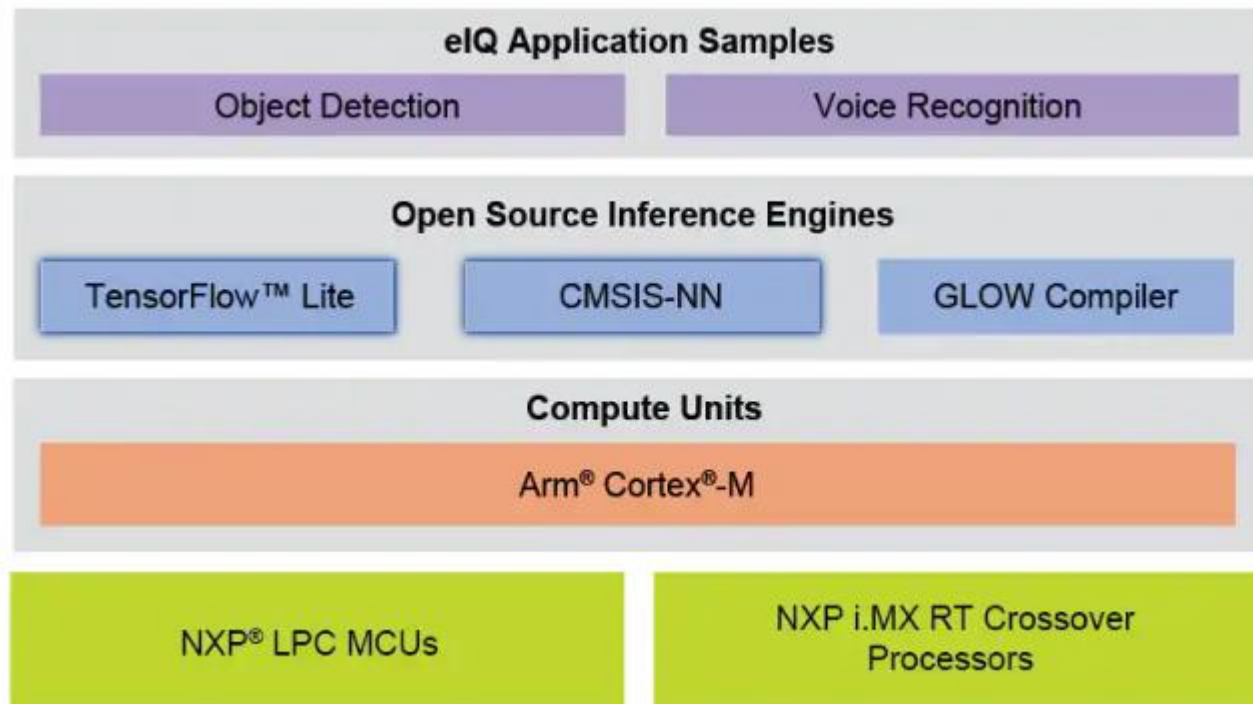 eIQ Application Samples
Object Detection
Voice Recognition
Open Source Inference Engines
TensorFlow™ Lite
CMSIS-NN
GLOW Compiler
Compute Units
Arm® Cortex®-M
NXP® LPC MCUs
NXP i.MX RT Crossover
Processors